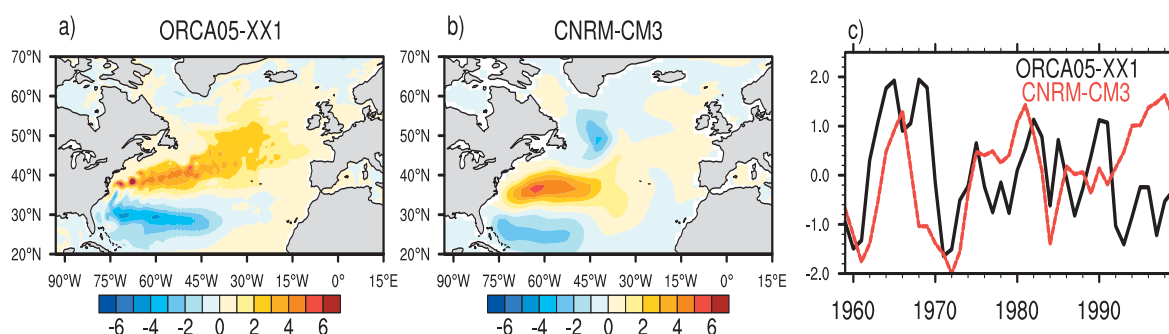 a) ORCA05-XX1
70°N
60°N
50°N
40°N
30°N
20°N
90°W 75°W 60°W 45°W 30°W 15°W 0° 15°E
-6 -4 -2 0 2 4 6
b) CNRM-CM3
70°N
60°N
50°N
40°N
30°N
20°N
90°W 75°W 60°W 45°W 30°W 15°W 0° 15°E
-6 -4 -2 0 2 4 6
c)
ORCA05-XX1
CNRM-CM3
2.0
1.0
0.0
-1.0
-2.0
1960 1970 1980 1990